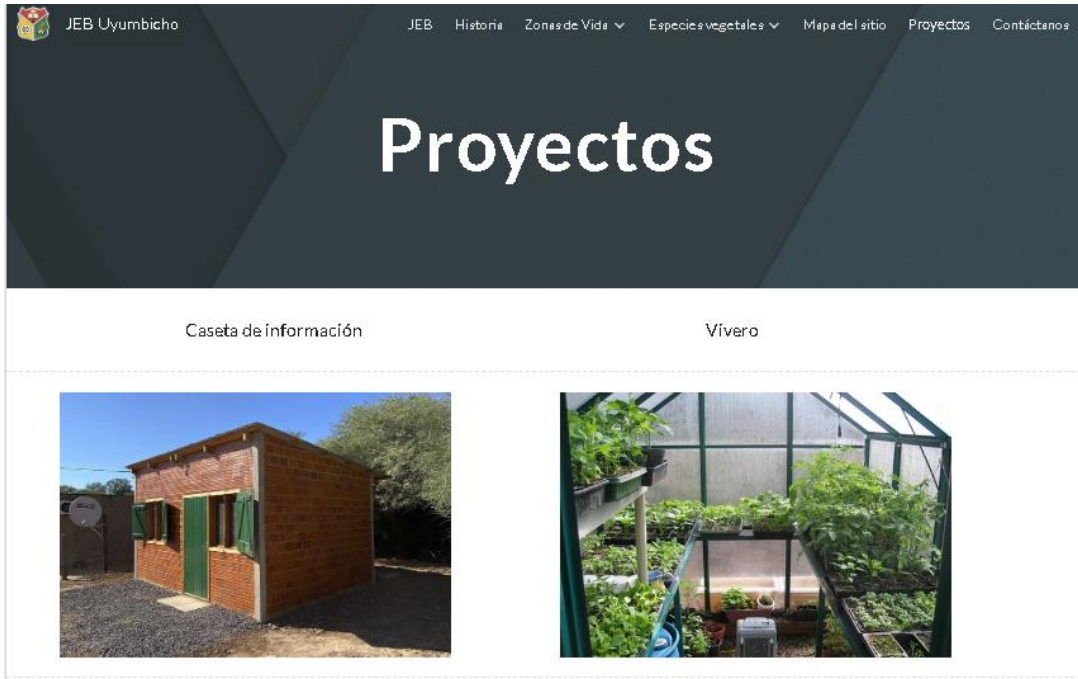 JEB Uyumbicho
JEB Historia Zonas de Vida Especies vegetales Mapa del sitio Proyectos Contáctanos
Proyectos
Caseta de información Vivero